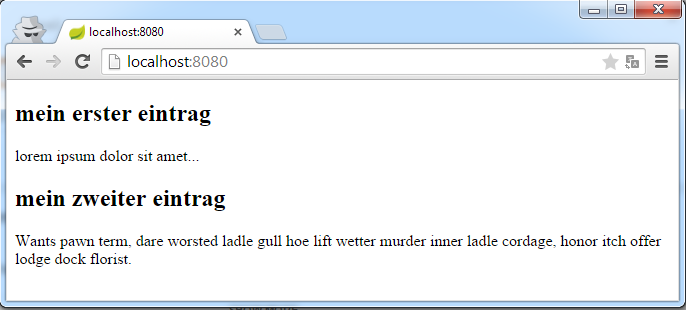 localhost:8080
localhost:8080
mein erster eintrag
lorem ipsum dolor sit amet...
mein zweiter eintrag
Wants pawn term, dare worsted ladle gull hoe lift wetter murder inner ladle cordage, honor itch offer
lodge dock florist.